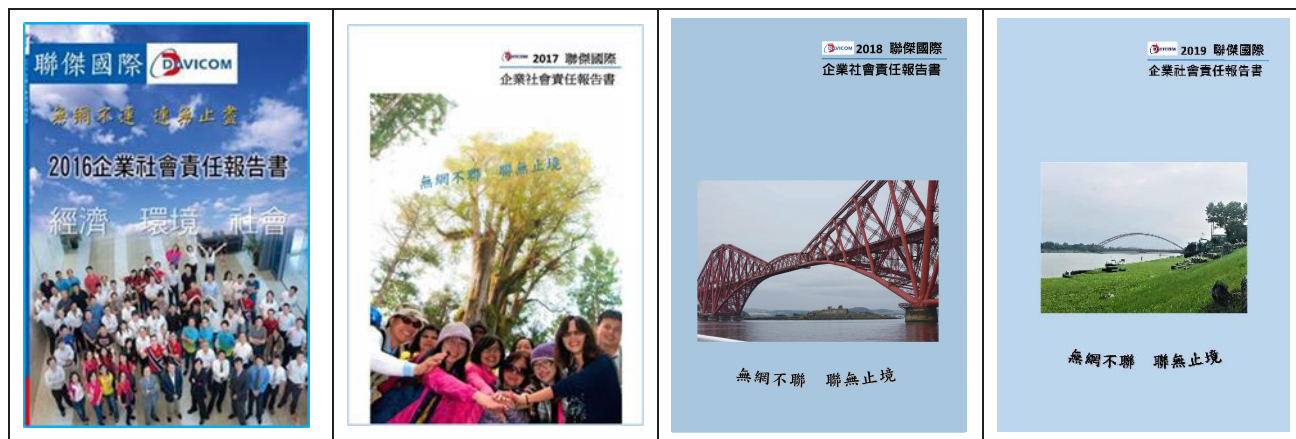 聯傑國際 DAVICOM
無網不連 連無止盡
2016企業社會責任報告書
經濟 環境 社會
DAVICOM 2017 聯傑國際
企業社會責任報告書
無網不聯 聯無止境
DAVICOM 2018 聯傑國際
企業社會責任報告書
無網不聯 聯無止境
DAVICOM 2019 聯傑國際
企業社會責任報告書
無網不聯 聯無止境